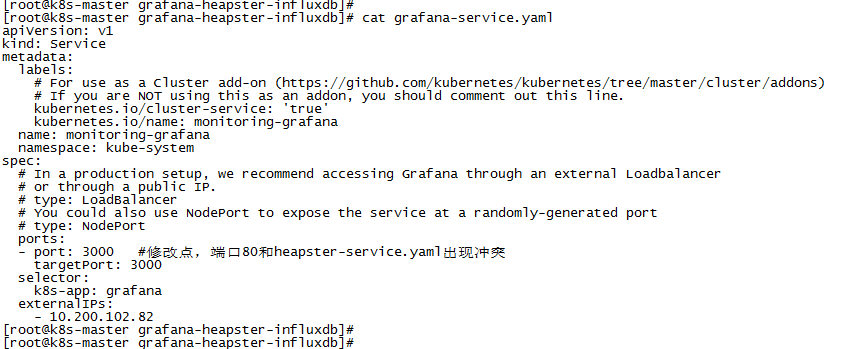 [root@k8s-master grafana-heapster-influxdb]#
[root@k8s-master grafana-heapster-influxdb]# cat grafana-service.yaml
apiVersion: v1
kind: Service
metadata:
  labels:
    # For use as a Cluster add-on (https://github.com/kubernetes/kubernetes/tree/master/cluster/addons)
    # If you are NOT using this as an addon, you should comment out this line.
    kubernetes.io/cluster-service: 'true'
    kubernetes.io/name: monitoring-grafana
  name: monitoring-grafana
  namespace: kube-system
spec:
  # In a production setup, we recommend accessing Grafana through an external Loadbalancer
  # or through a public IP.
  # type: LoadBalancer
  # You could also use NodePort to expose the service at a randomly-generated port
  # type: NodePort
  ports:
  - port: 3000   #修改点，端口80和heapster-service.yaml出现冲突
    targetPort: 3000
  selector:
    k8s-app: grafana
  externalIPs:
    - 10.200.102.82
[root@k8s-master grafana-heapster-influxdb]#
[root@k8s-master grafana-heapster-influxdb]#